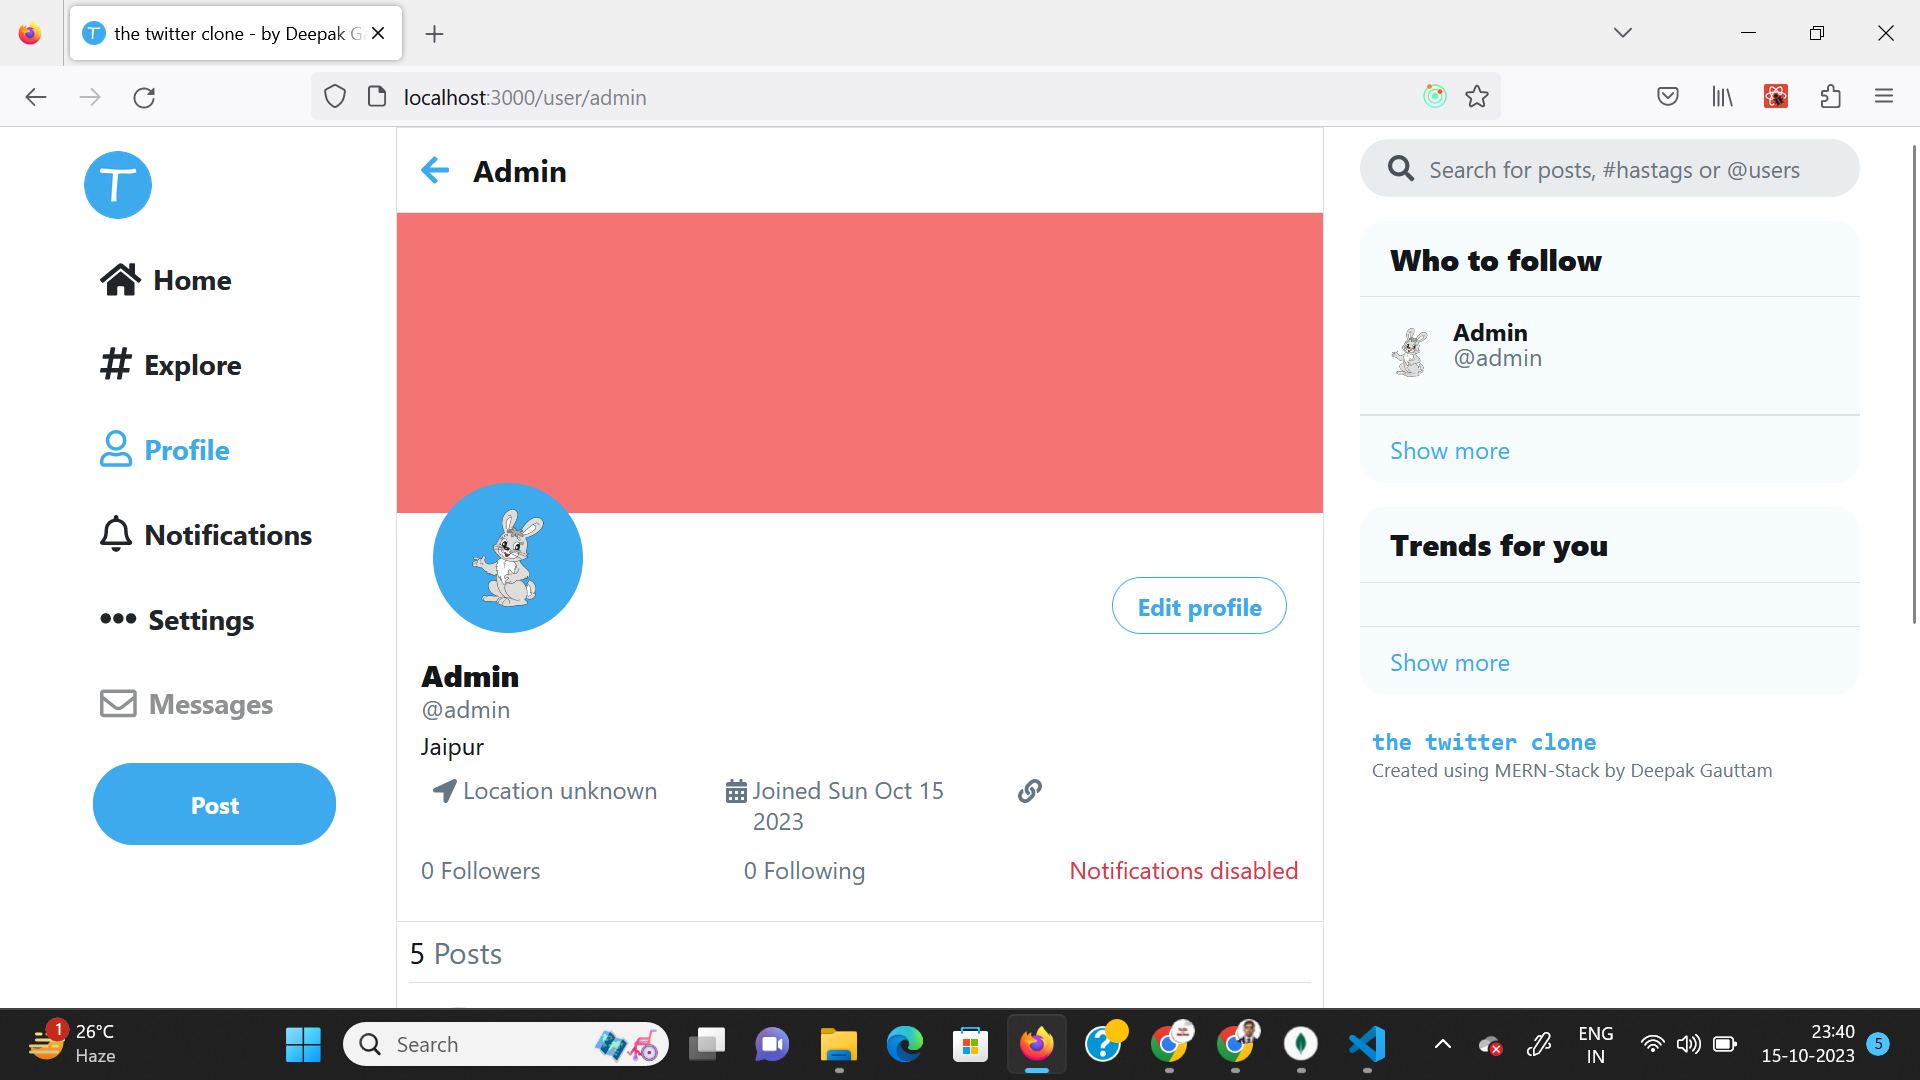 the twitter clone - by Deepak G
localhost:3000/user/admin
T
Home
Explore
Profile
Notifications
Settings
Messages
Post
Admin
Edit profile
Admin
@admin
Jaipur
Location unknown
Joined Sun Oct 15
2023
0 Followers
0 Following
Notifications disabled
5 Posts
Search for posts, #hastags or @users
Who to follow
Admin
@admin
Show more
Trends for you
Show more
the twitter clone
Created using MERN-Stack by Deepak Gauttam
1
26°C
Haze
Search
ENG
IN
23:40
15-10-2023
5